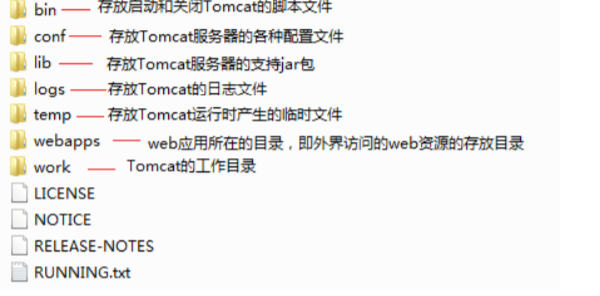 bin 存放启动和关闭Tomcat的脚本文件
conf 存放Tomcat服务器的各种配置文件
lib 存放Tomcat服务器的支持jar包
logs 存放Tomcat的日志文件
temp 存放Tomcat运行时产生的临时文件
webapps web应用所在的目录，即外界访问的web资源的存放目录
work Tomcat的工作目录
LICENSE
NOTICE
RELEASE-NOTES
RUNNING.txt